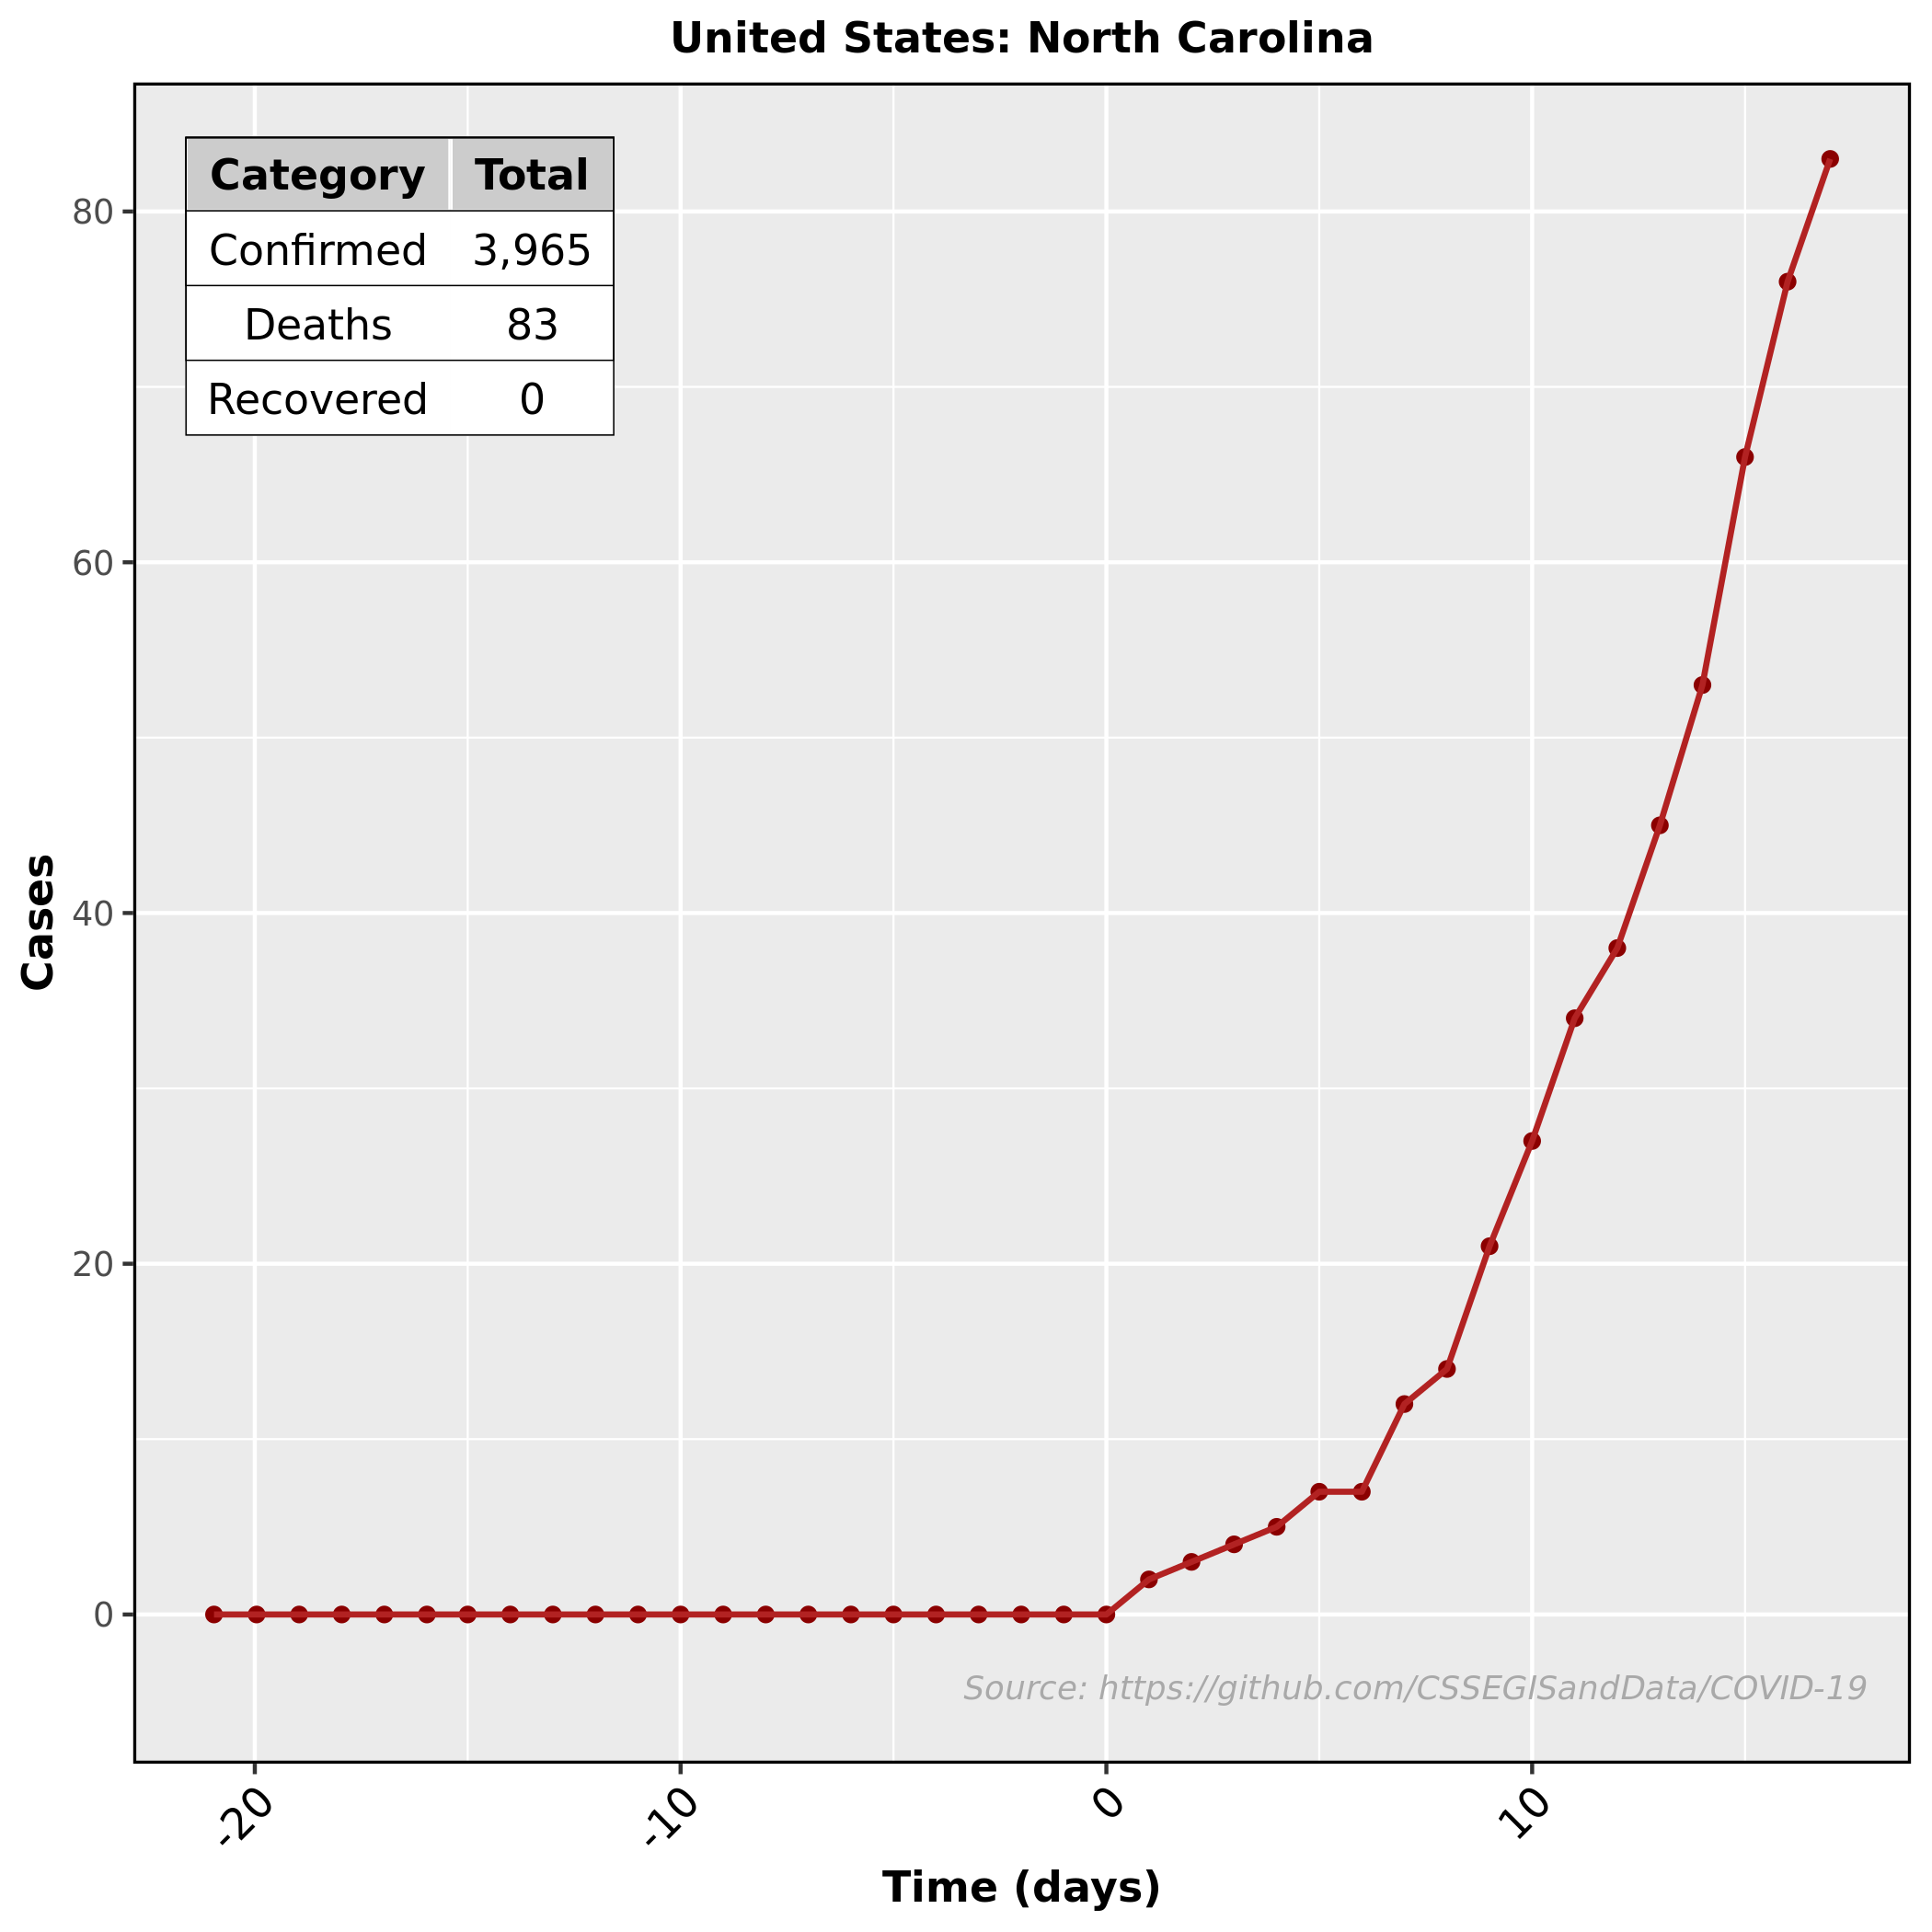 United States: North Carolina
Category Total
Confirmed 3,965
Deaths 83
Recovered 0
80
60
40
20
0
Cases
Source: https://github.com/CSSEGISandData/COVID-19
-20 -10 0 10
Time (days)